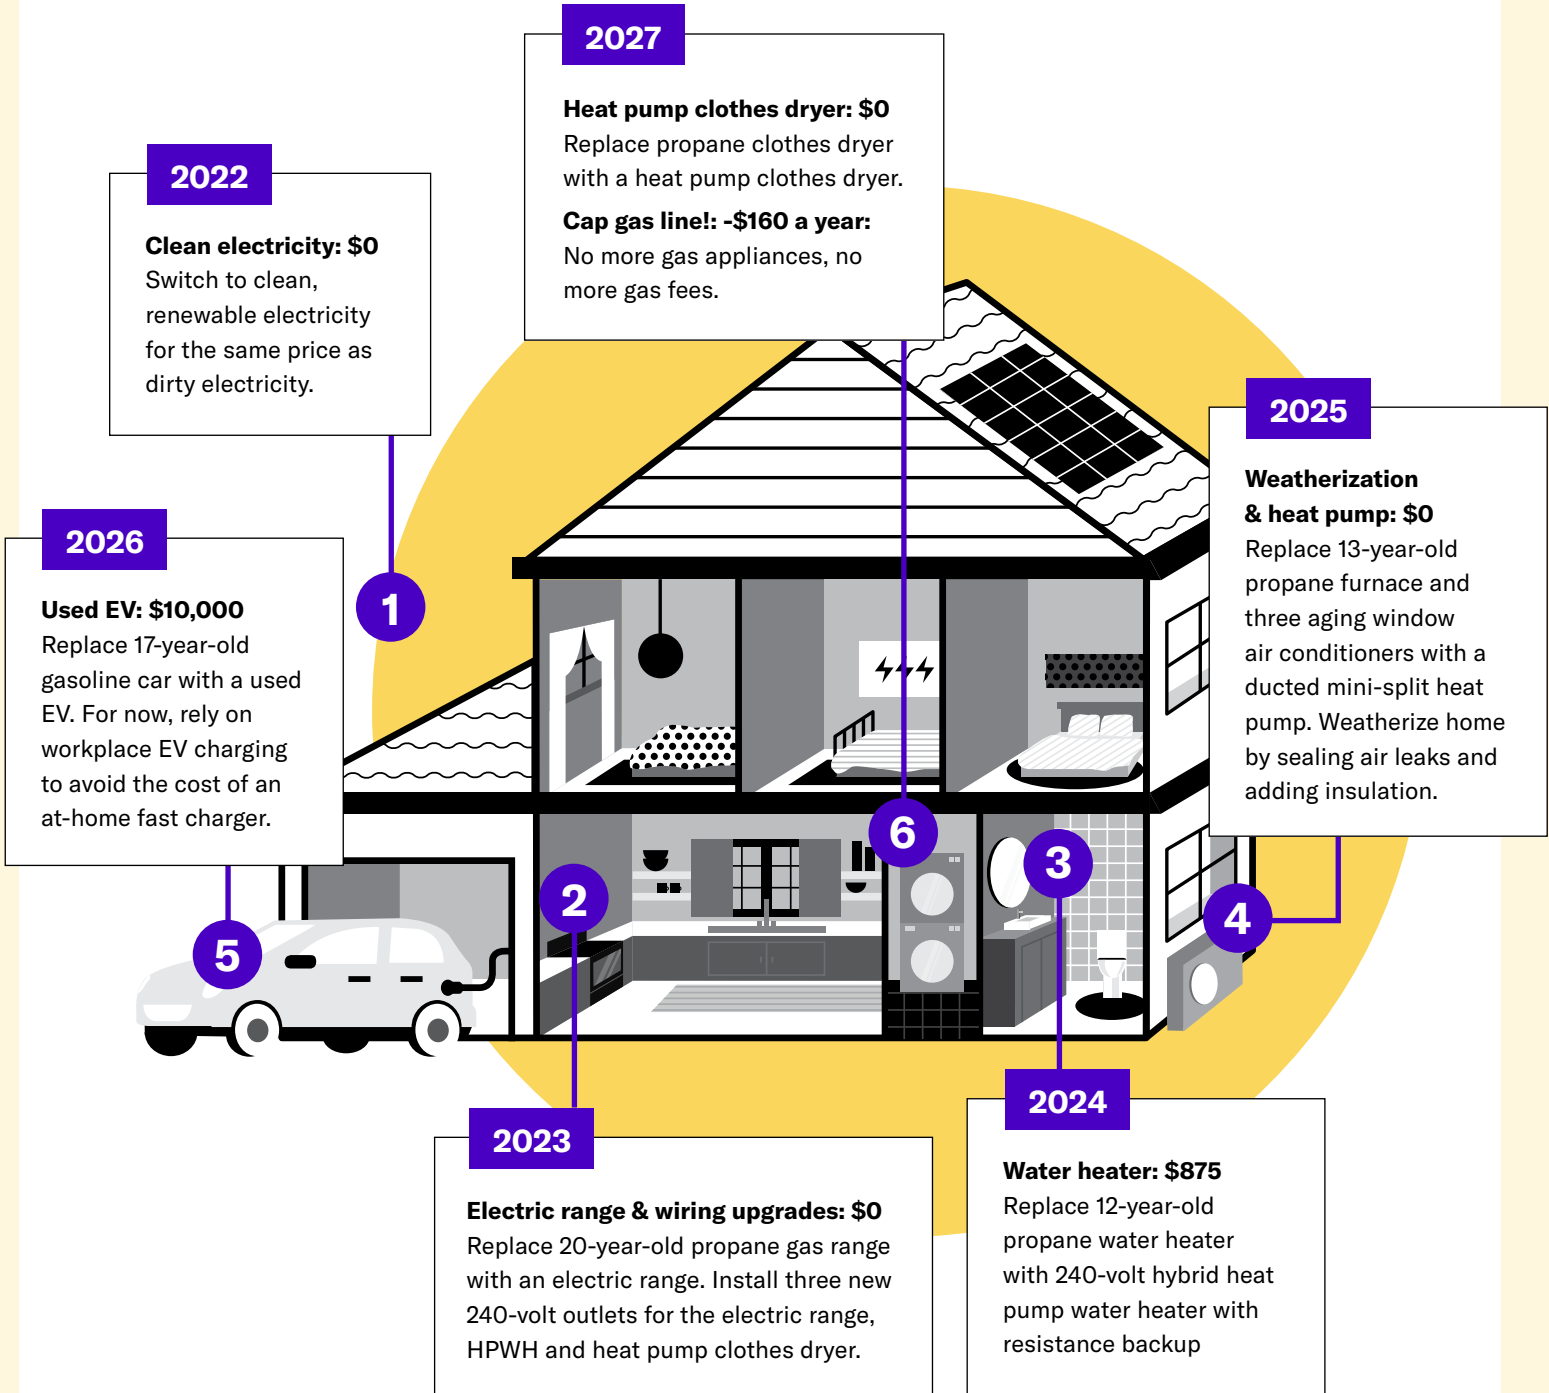 2027
Heat pump clothes dryer: $0
Replace propane clothes dryer
with a heat pump clothes dryer.
Cap gas line!: -$160 a year:
No more gas appliances, no
more gas fees.
2022
Clean electricity: $0
Switch to clean,
renewable electricity
for the same price as
dirty electricity.
2025
Weatherization
& heat pump: $0
Replace 13-year-old
propane furnace and
three aging window
air conditioners with a
ducted mini-split heat
pump. Weatherize home
by sealing air leaks and
adding insulation.
2026
Used EV: $10,000
Replace 17-year-old
gasoline car with a used
EV. For now, rely on
workplace EV charging
to avoid the cost of an
at-home fast charger.
1
6
3
2
4
5
2023
Electric range & wiring upgrades: $0
Replace 20-year-old propane gas range
with an electric range. Install three new
240-volt outlets for the electric range,
HPWH and heat pump clothes dryer.
2024
Water heater: $875
Replace 12-year-old
propane water heater
with 240-volt hybrid heat
pump water heater with
resistance backup